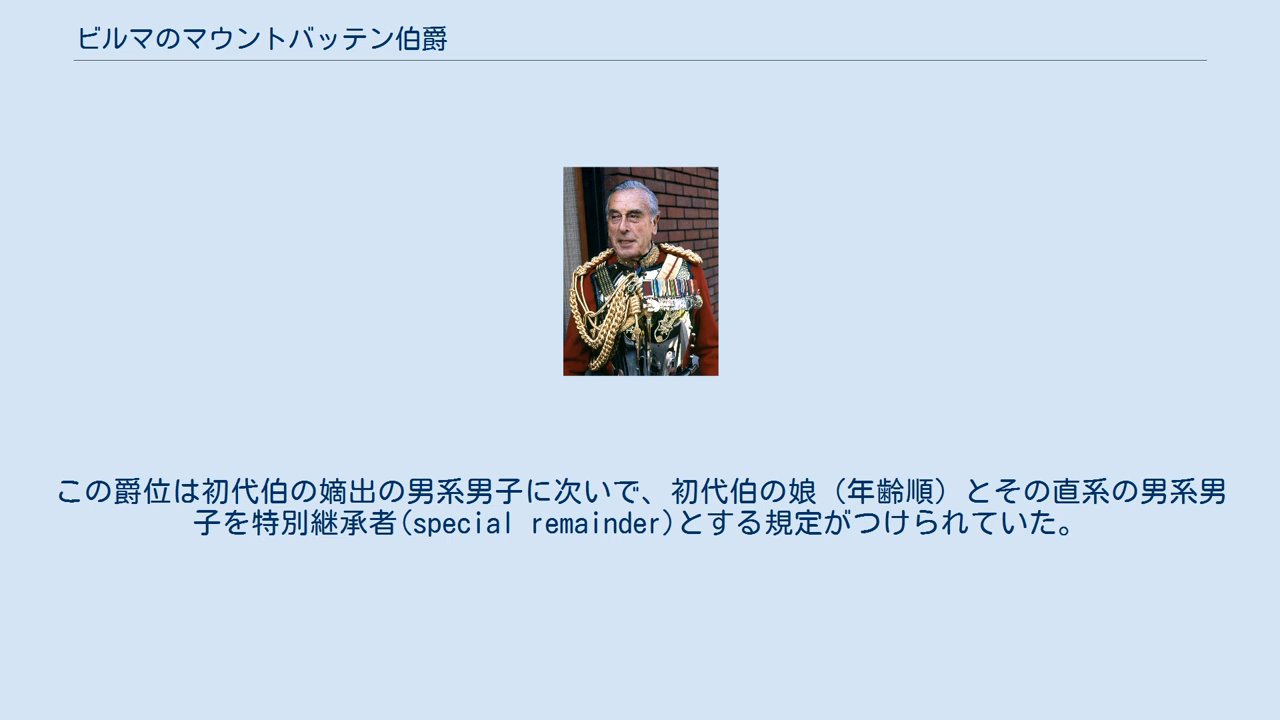 ビルマのマウントバッテン伯爵
この爵位は初代伯の嫡出の男系男子に次いで、初代伯の娘（年齢順）とその直系の男系男
子を特別継承者(special remainder)とする規定がつけられていた。